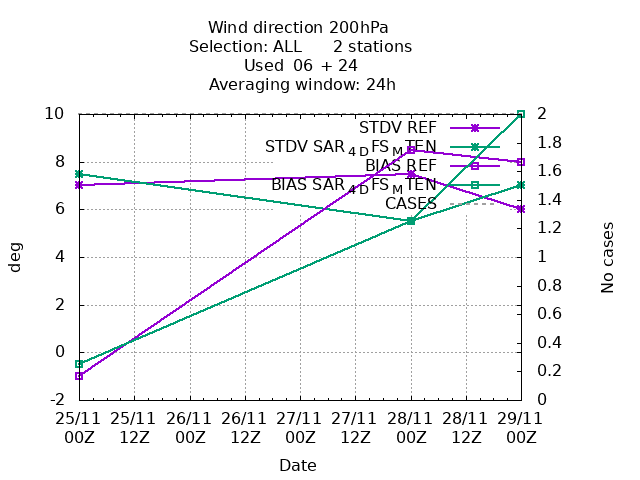 Wind direction 200hPa
Selection: ALL 2 stations
Used 06 + 24
Averaging window: 24h
deg
10
8
6
4
2
0
-2
STDV REF
STDV SAR4DFSMTEN
BIAS REF
BIAS SAR4DFSMTEN
CASES
2
1.8
1.6
1.4
1.2
1
0.8
0.6
0.4
0.2
0
No cases
25/11 25/11 26/11 26/11 27/11 27/11 28/11 28/11 29/11
00Z 12Z 00Z 12Z 00Z 12Z 00Z 12Z 00Z
Date